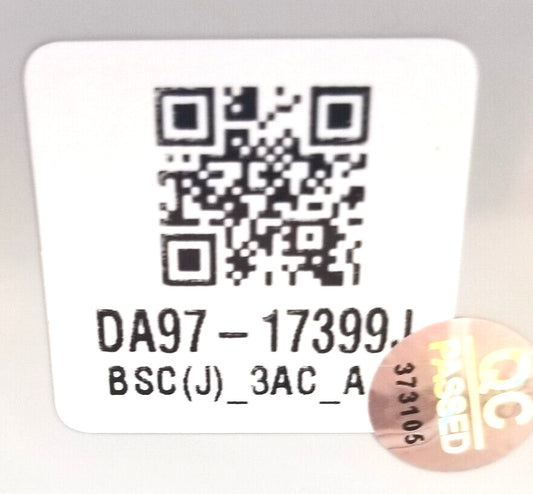 DA97-17399J
BSC(J)_3AC_A
QC
PASSED
373105